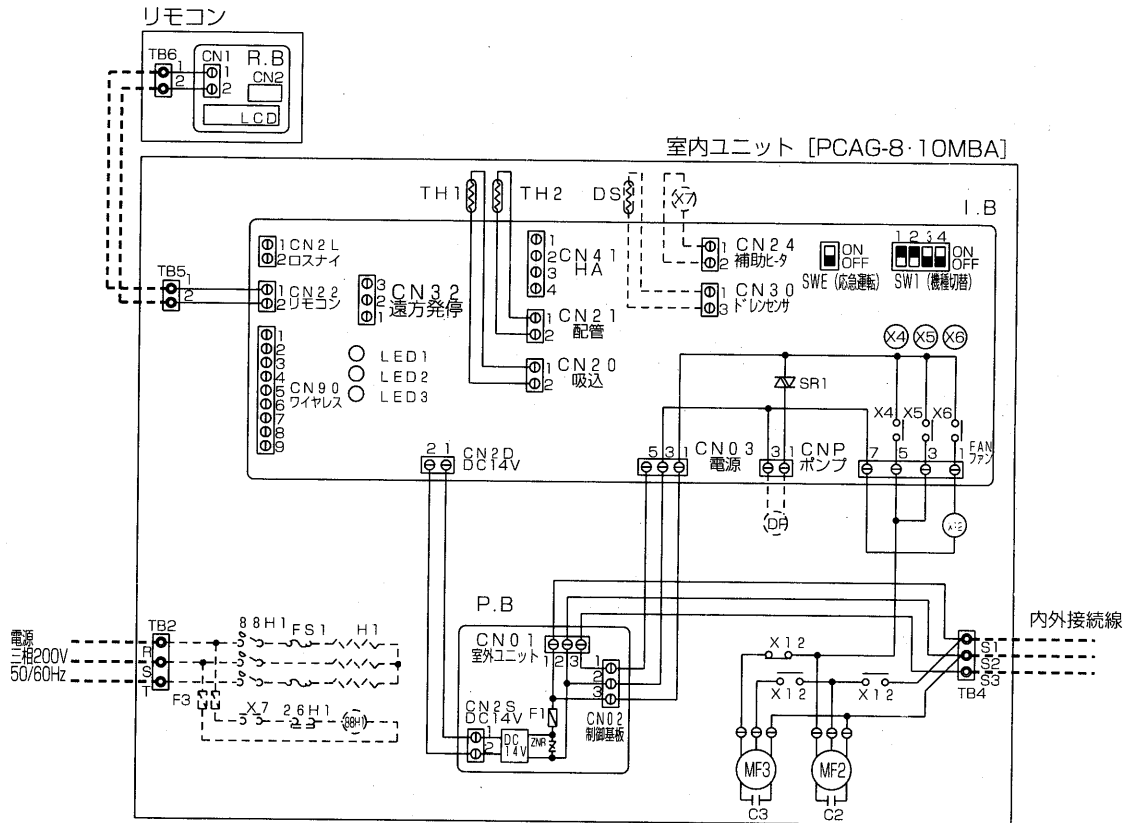 リモコン
TB6 CN1 R.B
1 1
2 2
CN2
LCD
室内ユニット [PCAG-8·10MBA]
TH1 TH2 DS X7
I.B
1 CN2L
2 ロスナイ
TB5
1 1 CN22
2 2 リモコン
3 CN32
2 遠方発停
1
1 CN41
2 HA
3
4
1 CN24
2 補助ヒータ
1 CN30
3 ドレンセンサ
ON
OFF
SWE (応急運転)
1 2 3 4
ON
OFF
SW1 (機種切替)
1 CN21
2 配管
1 CN20
2 吸込
1
2
3
4 CN90
5 ワイヤレス
6
7
8
9
LED1
LED2
LED3
X4 X5 X6
SR1
X4 X5 X6
2 1 CN2D
DC14V
5 3 1 CN03
電源
3 1 CNP
ポンプ
7 5 3 1 FAN
ファン
X12
P.B
CN01
室外ユニット
1 2 3
1
2
3
CN02
制御基板
CN2S
DC14V
1
2
DC
14V
F1
ZNR
電源
三相200V
50/60Hz
TB2
R
S
T
88H1 FS1 H1
F3
X7 26H1 88H1
X12
X12 X12
内外接続線
S1
S2
S3
TB4
MF3 MF2
C3 C2